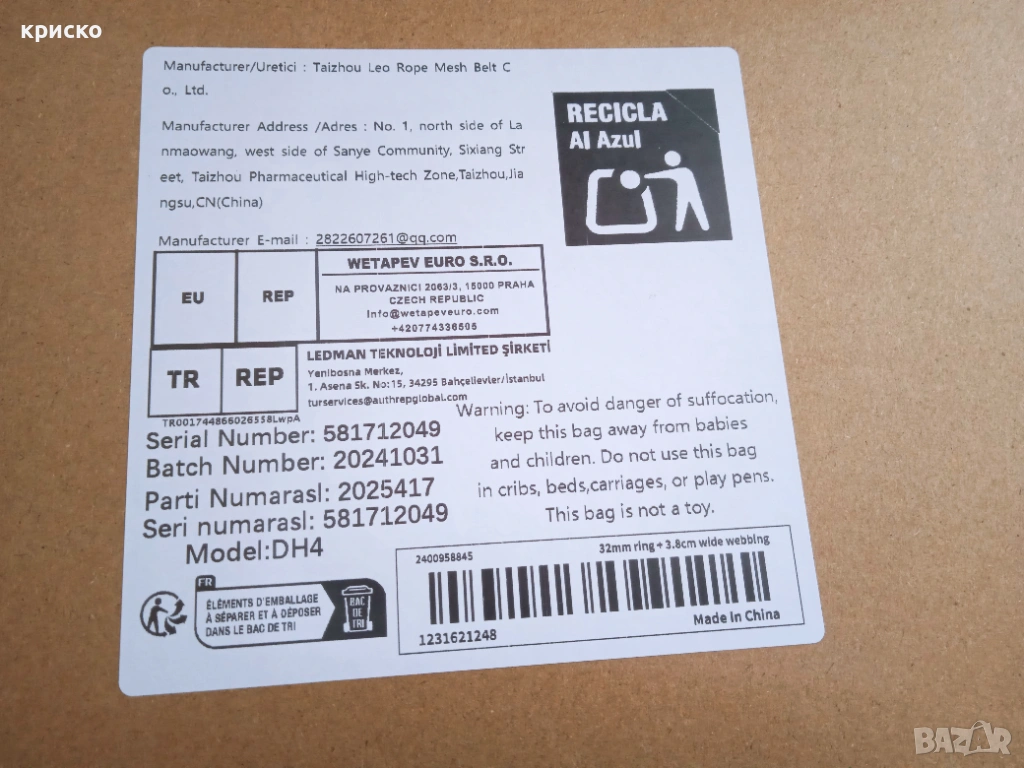 криско
Manufacturer/Uretici : Taizhou Leo Rope Mesh Belt C
o., Ltd.
Manufacturer Address /Adres : No. 1, north side of La
nmaowang, west side of Sanye Community, Sixiang Str
eet, Taizhou Pharmaceutical High-tech Zone,Taizhou,Jia
ngsu,CN(China)
Manufacturer E-mail : 2822607261@qq.com
RECICLA
Al Azul
EU REP
WETAPEV EURO S.R.O.
NA PROVAZNICI 2063/3, 15000 PRAHA
CZECH REPUBLIC
Info@wetapeveuro.com
+420774336505
TR REP
LEDMAN TEKNOLOJİ LİMİTED ŞİRKETİ
Yenibosna Merkez,
1. Asena Sk. No:15, 34295 Bahçelievler/İstanbul
turservices@authrepglobal.com
TR001744866026558LwpA
Serial Number: 581712049
Batch Number: 20241031
Parti Numarasl: 2025417
Seri numarasl: 581712049
Model:DH4
Warning: To avoid danger of suffocation,
keep this bag away from babies
and children. Do not use this bag
in cribs, beds,carriages, or play pens.
This bag is not a toy.
FR
ÉLÉMENTS D'EMBALLAGE
À SÉPARER ET À DÉPOSER
DANS LE BAC DE TRI
BAC
DE
TRI
2400958845
32mm ring + 3.8cm wide webbing
1231621248
Made in China
BAZAR